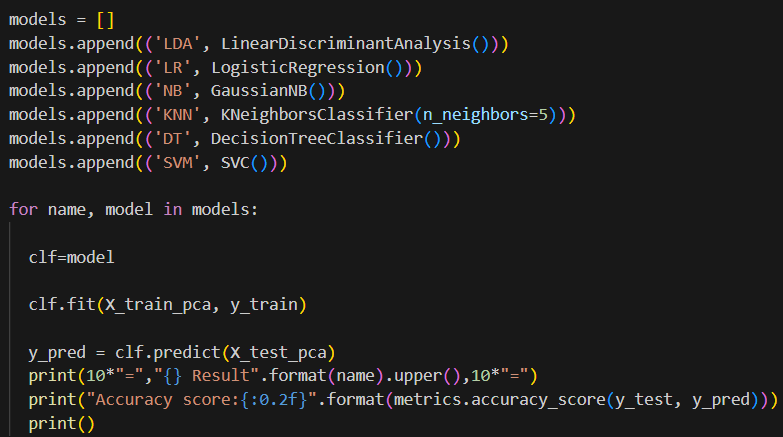 models = []
models.append(('LDA', LinearDiscriminantAnalysis()))
models.append(('LR', LogisticRegression()))
models.append(('NB', GaussianNB()))
models.append(('KNN', KNeighborsClassifier(n_neighbors=5)))
models.append(('DT', DecisionTreeClassifier()))
models.append(('SVM', SVC()))
for name, model in models:
clf=model
clf.fit(X_train_pca, y_train)
y_pred = clf.predict(X_test_pca)
print(10*"=","{} Result".format(name).upper(),10*"=")
print("Accuracy score:{:0.2f}".format(metrics.accuracy_score(y_test, y_pred)))
print()